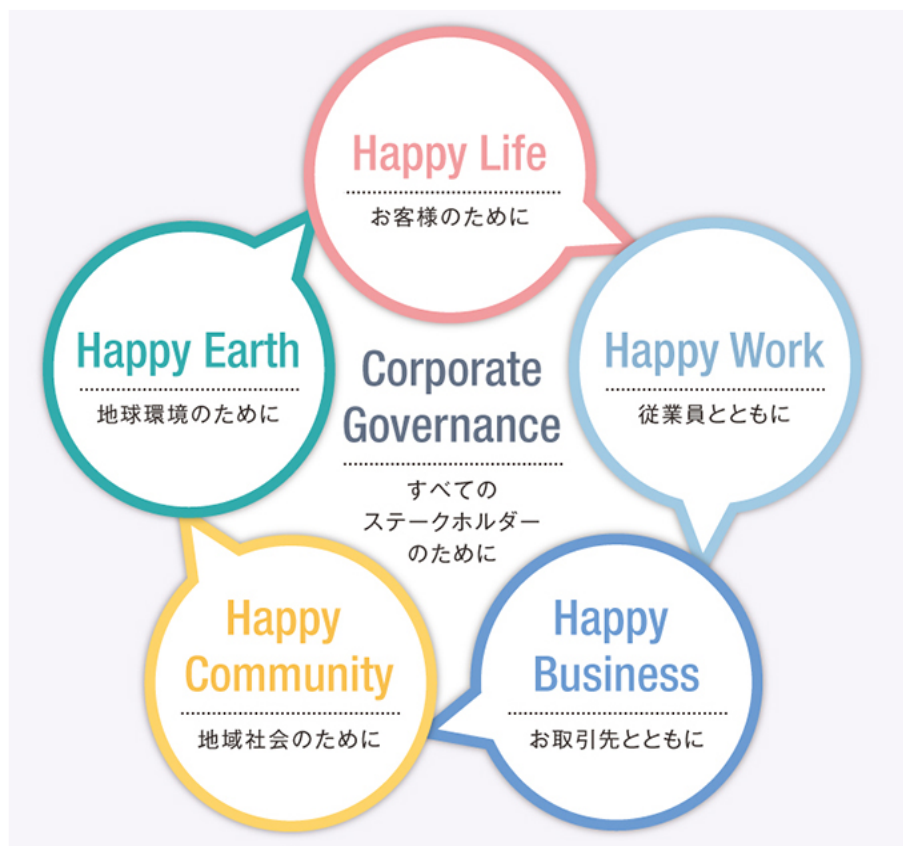 Happy Life
お客様のために
Happy Work
従業員とともに
Happy
Business
お取引先とともに
Happy
Community
地域社会のために
Happy Earth
地球環境のために
Corporate
Governance
すべての
ステークホルダー
のために